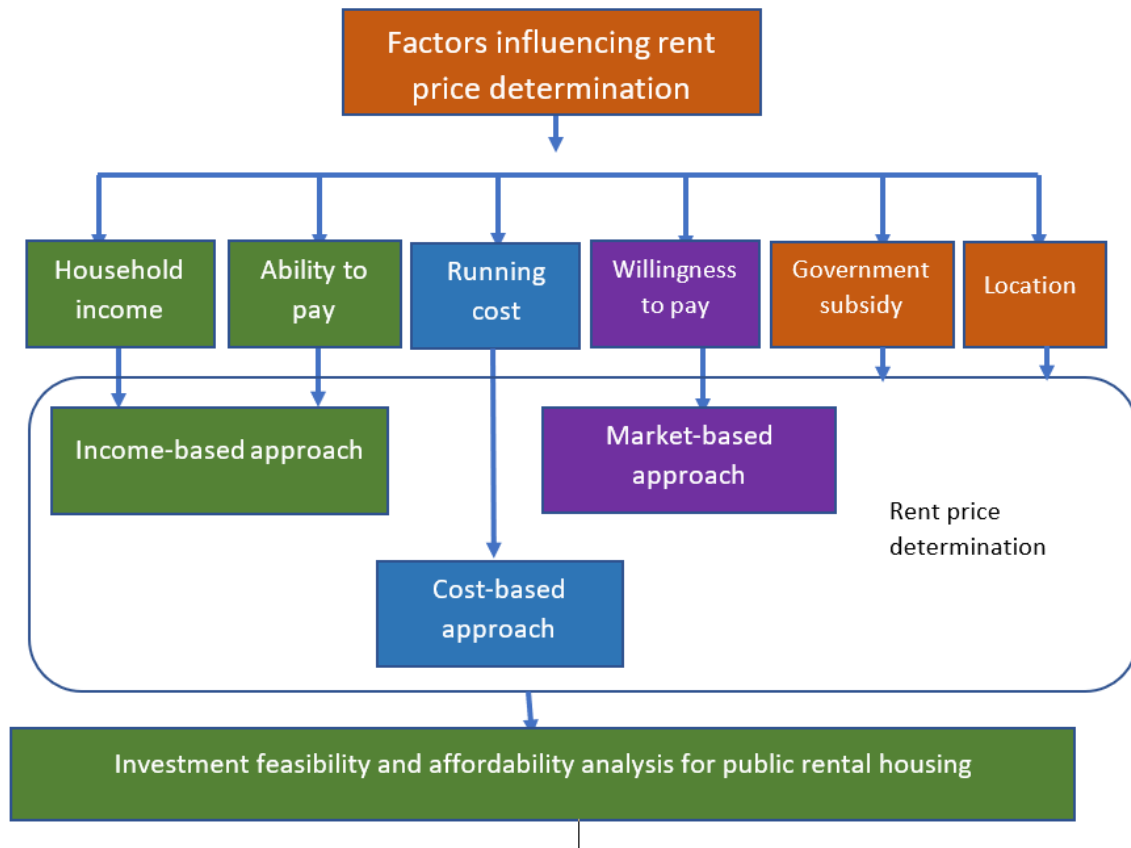 Factors influencing rent
price determination
Household
income
Ability to
pay
Running
cost
Willingness
to pay
Government
subsidy
Location
Income-based approach
Market-based
approach
Rent price
determination
Cost-based
approach
Investment feasibility and affordability analysis for public rental housing